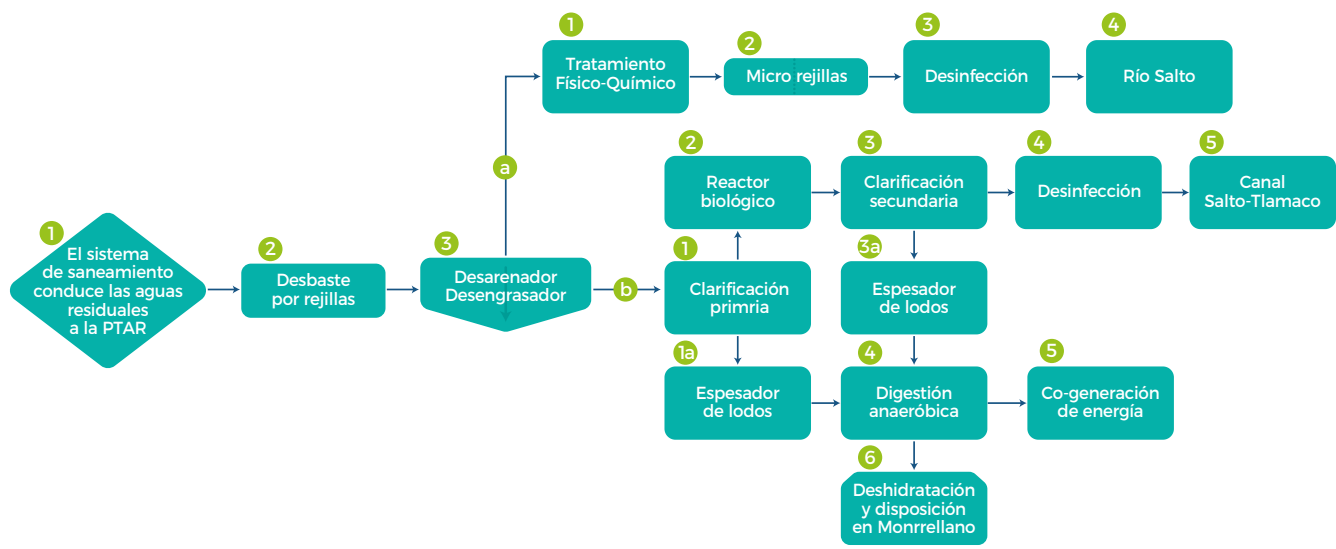 1
El sistema
de saneamiento
conduce las aguas
residuales
a la PTAR
2
Desbaste
por rejillas
3
Desarenador
Desengrasador
a
1
Tratamiento
Físico-Químico
2
Micro rejillas
3
Desinfección
4
Río Salto
b
1
Clarificación
primria
2
Reactor
biológico
3
Clarificación
secundaria
4
Desinfección
5
Canal
Salto-Tlamaco
1a
Espesador
de lodos
3a
Espesador
de lodos
4
Digestión
anaeróbica
5
Co-generación
de energía
6
Deshidratación
y disposición
en Monrrellano